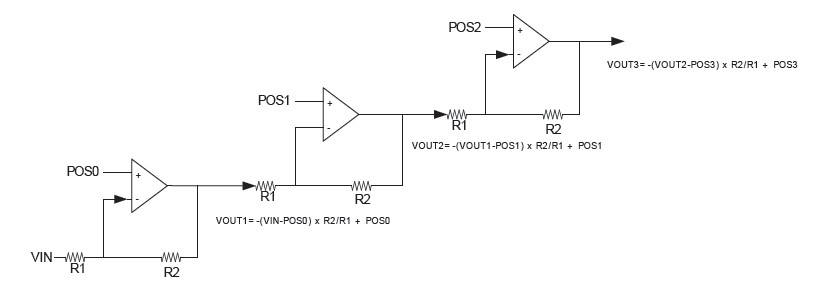 POS2
+
-
VOUT3= -(VOUT2-POS3) x R2/R1 + POS3
POS1
+
-
R1
R2
VOUT2= -(VOUT1-POS1) x R2/R1 + POS1
POS0
+
-
R1
R2
VOUT1= -(VIN-POS0) x R2/R1 + POS0
VIN
R1
R2